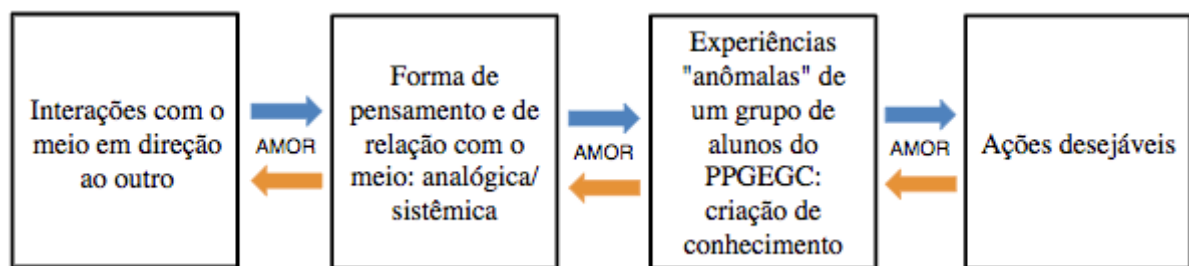 Interações com o
meio em direção
ao outro
AMOR
Forma de
pensamento e de
relação com o
meio: analógica/
sistêmica
AMOR
Experiências
"anômalas" de
um grupo de
alunos do
PPGEGC:
criação de
conhecimento
AMOR
Ações desejáveis